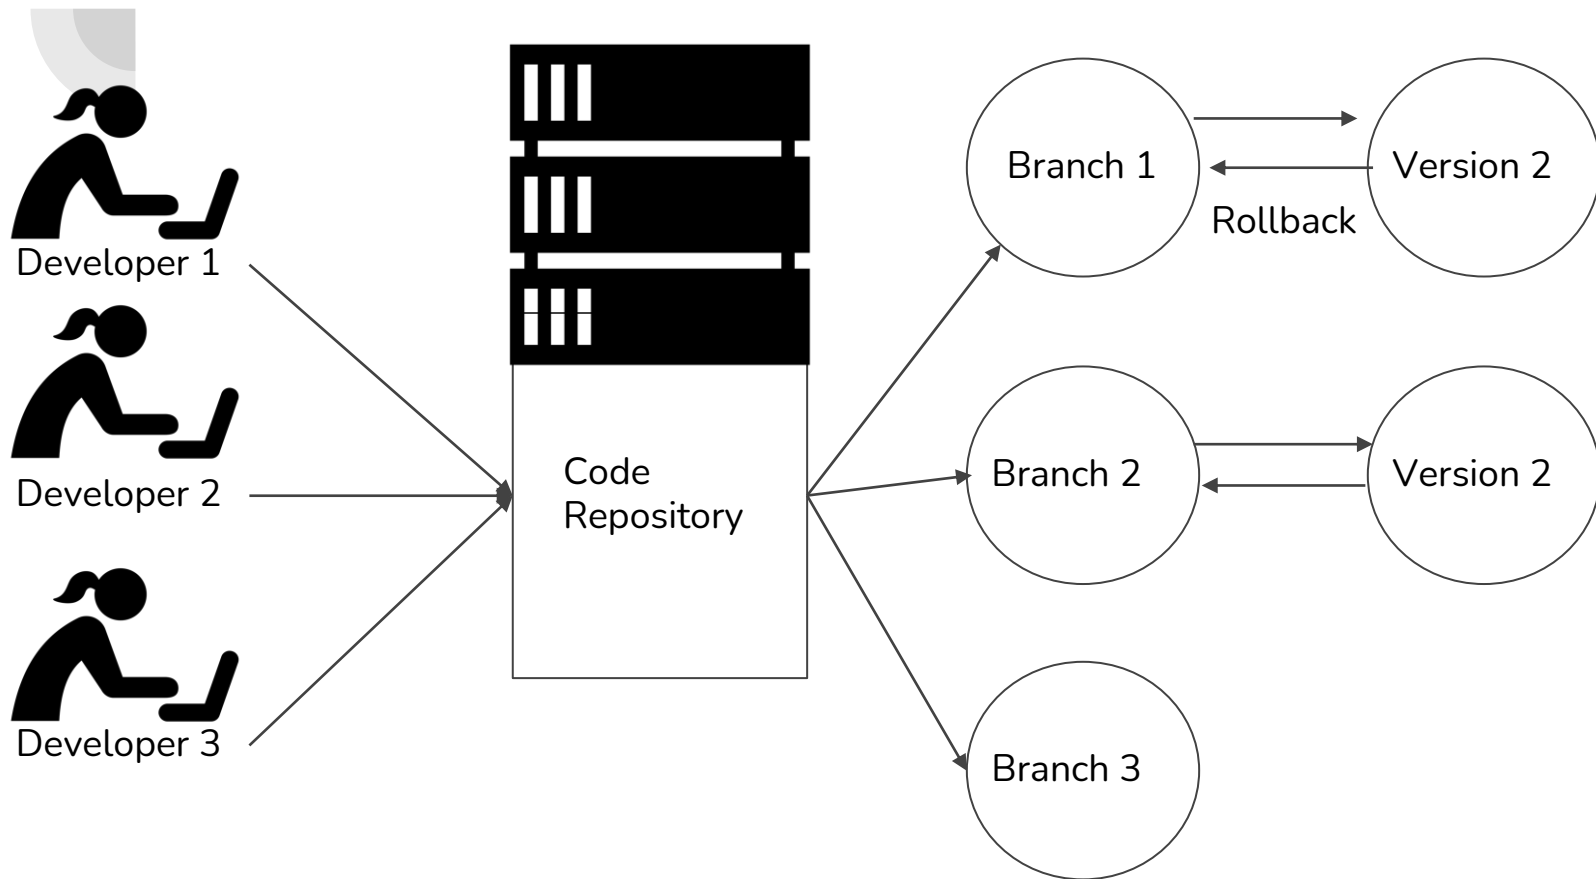 Developer 1
Developer 2
Developer 3
Code
Repository
Branch 1
Version 2
Rollback
Branch 2
Version 2
Branch 3